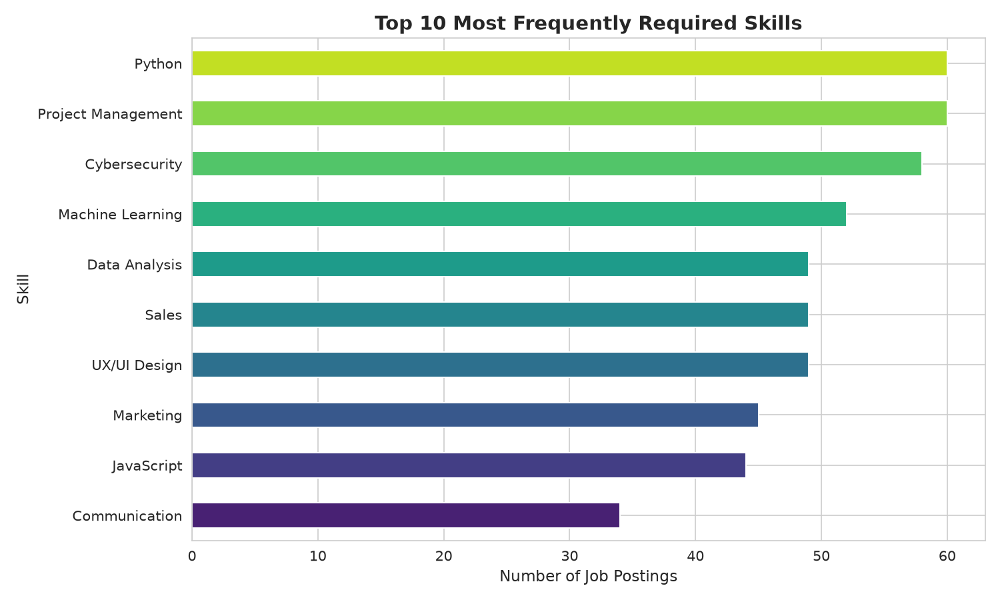 Top 10 Most Frequently Required Skills
Python
Project Management
Cybersecurity
Machine Learning
Data Analysis
Sales
UX/UI Design
Marketing
JavaScript
Communication
Skill
0 10 20 30 40 50 60
Number of Job Postings